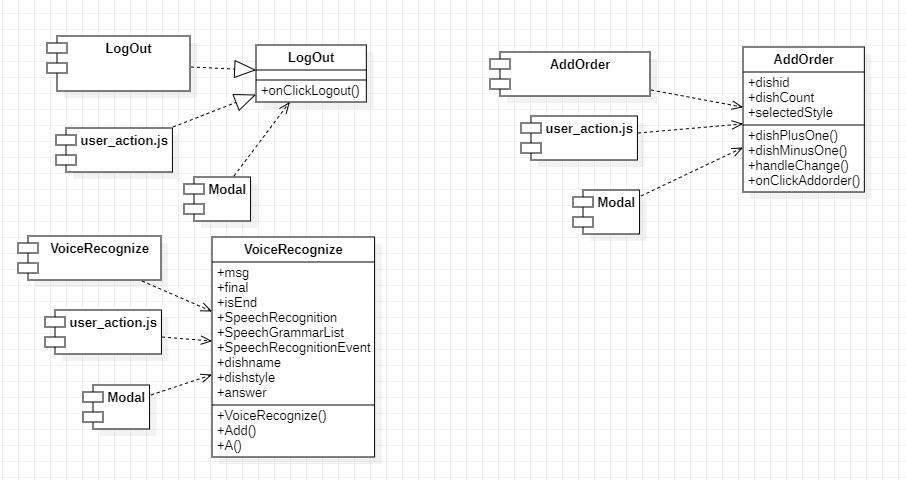 LogOut
LogOut
+onClickLogout()
user_action.js
Modal
AddOrder
AddOrder
+dishid
+dishCount
+selectedStyle
user_action.js
+dishPlusOne()
+dishMinusOne()
+handleChange()
+onClickAddorder()
Modal
VoiceRecognize
VoiceRecognize
+msg
+final
+isEnd
+SpeechRecognition
+SpeechGrammarList
+SpeechRecognitionEvent
+dishname
+dishstyle
+answer
user_action.js
Modal
+VoiceRecognize()
+Add()
+A()